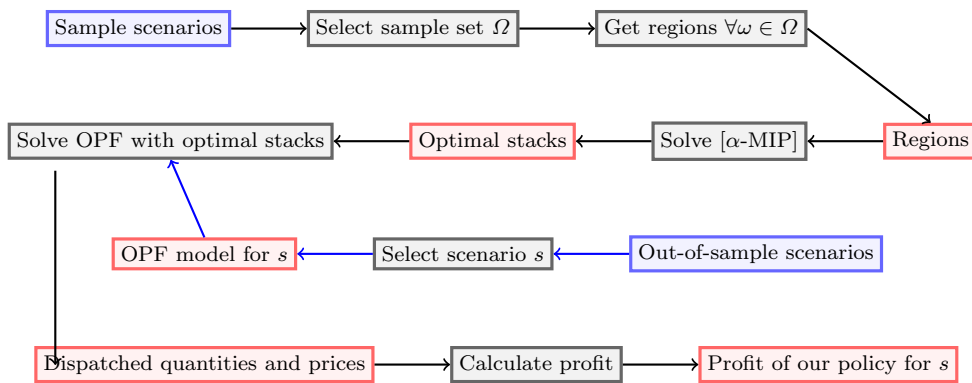 Sample scenarios
Select sample set Ω
Get regions ∀ω ∈ Ω
Solve OPF with optimal stacks
Optimal stacks
Solve [α-MIP]
Regions
OPF model for s
Select scenario s
Out-of-sample scenarios
Dispatched quantities and prices
Calculate profit
Profit of our policy for s